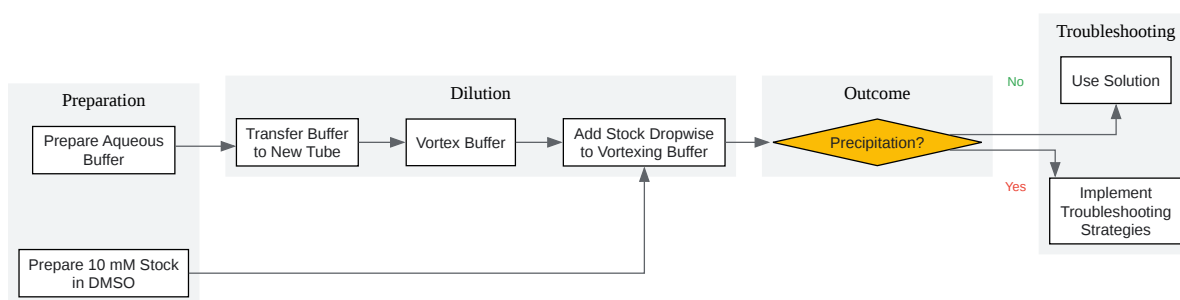 Preparation
Prepare Aqueous
Buffer
Prepare 10 mM Stock
in DMSO
Dilution
Transfer Buffer
to New Tube
Vortex Buffer
Add Stock Dropwise
to Vortexing Buffer
Outcome
Precipitation?
No
Yes
Troubleshooting
Use Solution
Implement
Troubleshooting
Strategies